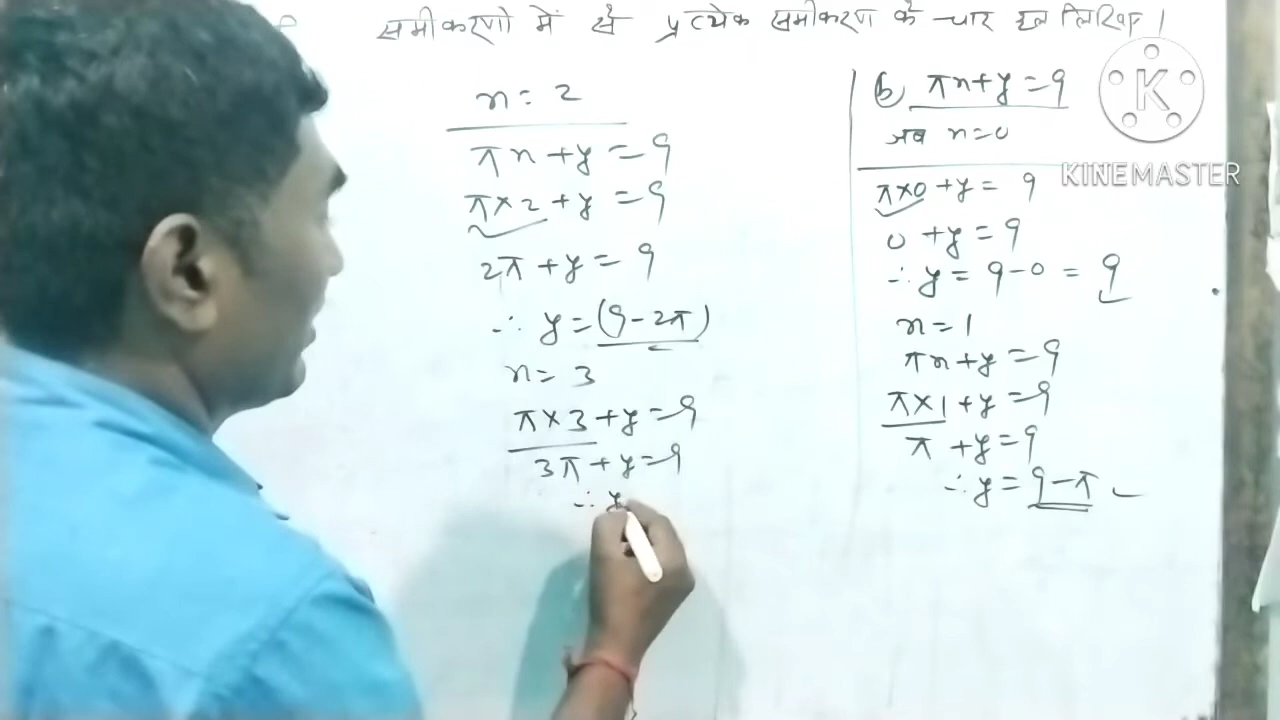 समीकरणो में से प्रत्येक समीकरण के चार हल लिखिए।
(b) πx+y=9
जब x=0
π×0+y= 9
0 +y=9
∴y= 9-0 = 9
x=1
πx+y=9
π×1+y=9
π +y=9
∴y= 9-π
x= 2
πx+y=9
π×2+y=9
2π+y=9
∴ y=(9-2π)
x= 3
π×3+y=9
3π+y=9
∴ y
K
KINEMASTER